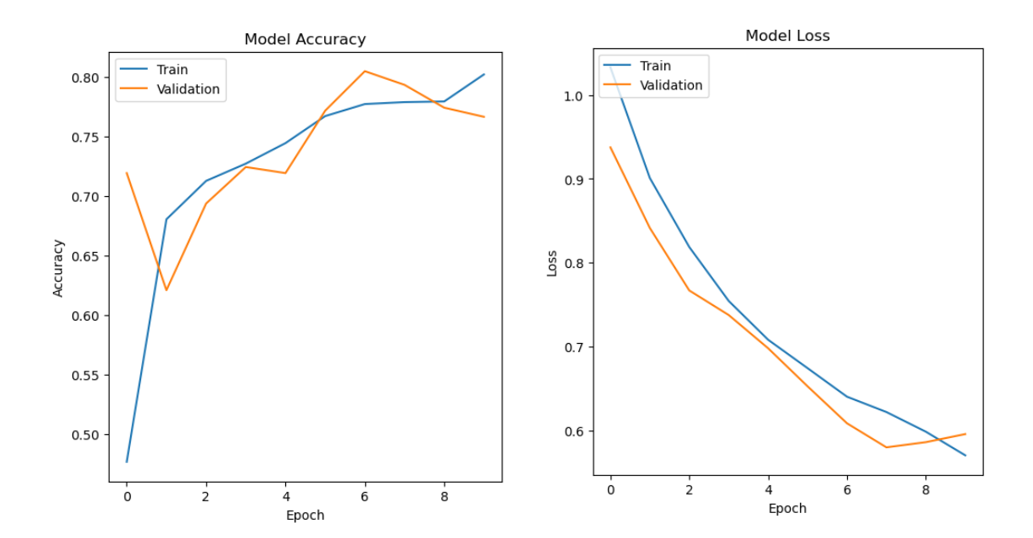 Model Accuracy
Train
Validation
0.80
0.75
0.70
0.65
0.60
0.55
0.50
Accuracy
0 2 4 6 8
Epoch
Model Loss
Train
Validation
1.0
0.9
0.8
0.7
0.6
Loss
0 2 4 6 8
Epoch